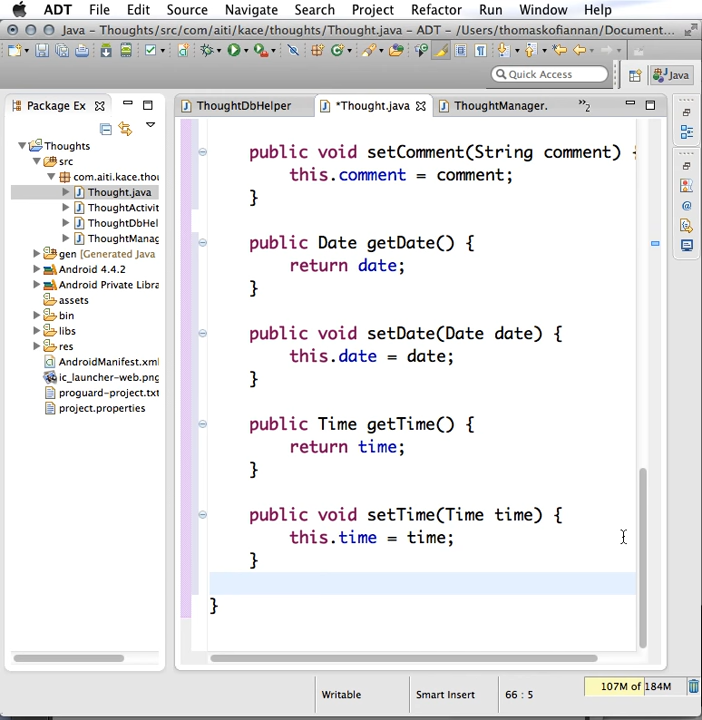 ADT File Edit Source Navigate Search Project Refactor Run Window Help
Java – Thoughts/src/com/aiti/kace/thoughts/Thought.java – ADT – /Users/thomaskofiannan/Document...
Quick Access
Java
Package Ex
ThoughtDbHelper
*Thought.java
ThoughtManager.
»2
Thoughts
src
com.aiti.kace.thou
Thought.java
ThoughtActivit
ThoughtDbHel
ThoughtManag
gen [Generated Java
Android 4.4.2
Android Private Libra
assets
bin
libs
res
AndroidManifest.xml
ic_launcher-web.png
proguard-project.txt
project.properties
public void setComment(String comment) {
this.comment = comment;
}
public Date getDate() {
return date;
}
public void setDate(Date date) {
this.date = date;
}
public Time getTime() {
return time;
}
public void setTime(Time time) {
this.time = time;
}
}
Writable
Smart Insert
66 : 5
107M of 184M